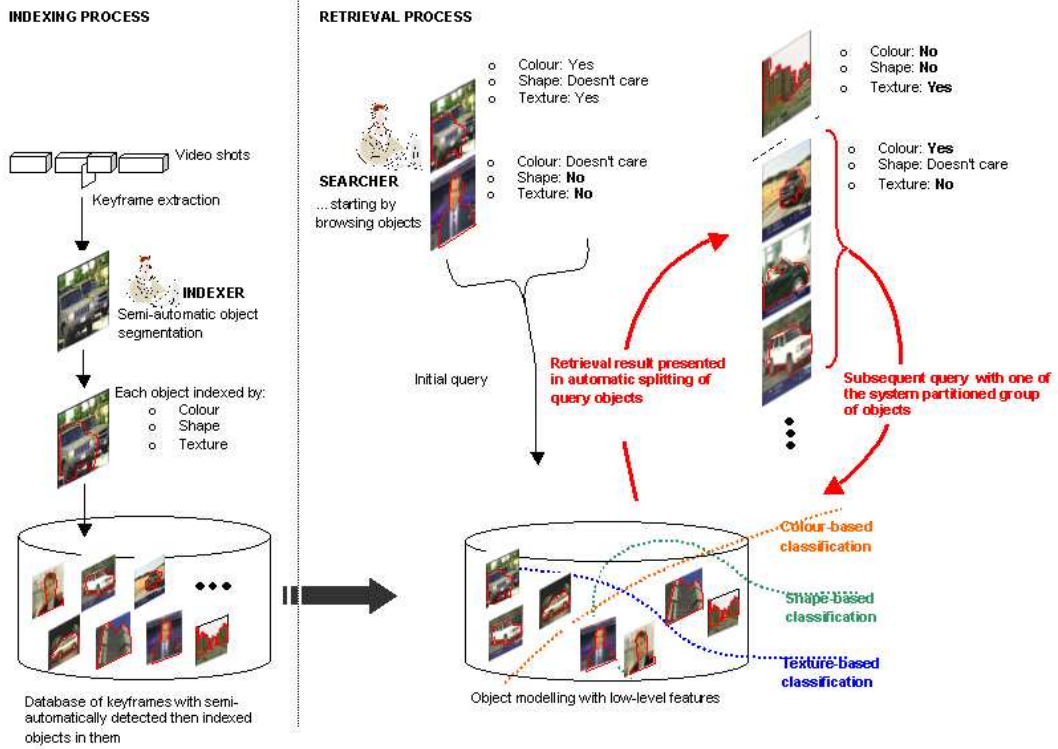 INDEXING PROCESS
Video shots
Keyframe extraction
INDEXER
Semi-automatic object
segmentation
Each object indexed by:
o Colour
o Shape
o Texture
Database of keyframes with semi-
automatically detected then indexed
objects in them
RETRIEVAL PROCESS
o Colour: Yes
o Shape: Doesn't care
o Texture: Yes
SEARCHER
... starting by
browsing objects
o Colour: Doesn't care
o Shape: No
o Texture: No
Initial query
Retrieval result presented
in automatic splitting of
query objects
o Colour: No
o Shape: No
o Texture: Yes
o Colour: Yes
o Shape: Doesn't care
o Texture: No
Subsequent query with one of
the system partitioned group
of objects
Colour-based
classification
Shape-based
classification
Texture-based
classification
Object modelling with low-level features